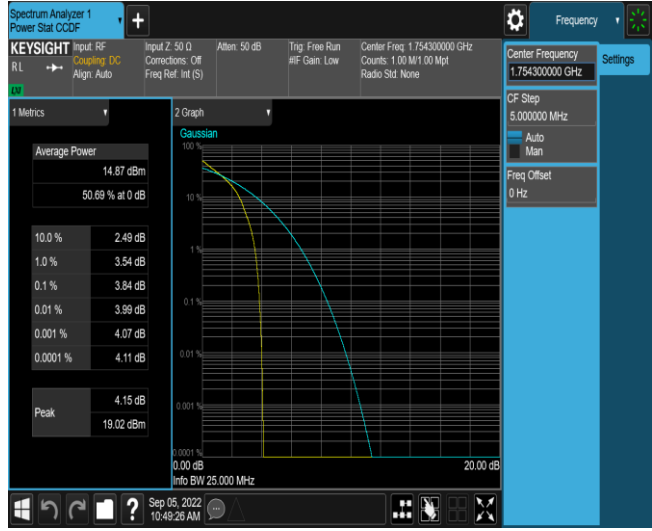 Spectrum Analyzer 1
Power Stat CCDF
Frequency
KEYSIGHT
RL
LXI
Input: RF
Coupling: DC
Align: Auto
Input Z: 50 Ω
Corrections: Off
Freq Ref: Int (S)
Atten: 50 dB
Trig: Free Run
#IF Gain: Low
Center Freq: 1.754300000 GHz
Counts: 1.00 M/1.00 Mpt
Radio Std: None
Center Frequency
1.754300000 GHz
Settings
CF Step
5.000000 MHz
Auto
Man
Freq Offset
0 Hz
1 Metrics
Average Power
14.87 dBm
50.69 % at 0 dB
10.0 % 2.49 dB
1.0 % 3.54 dB
0.1 % 3.84 dB
0.01 % 3.99 dB
0.001 % 4.07 dB
0.0001 % 4.11 dB
Peak
4.15 dB
19.02 dBm
2 Graph
Gaussian
100 %
10 %
1 %
0.1 %
0.01 %
0.001 %
0.0001 %
0.00 dB 20.00 dB
Info BW 25.000 MHz
?
Sep 05, 2022
10:49:26 AM